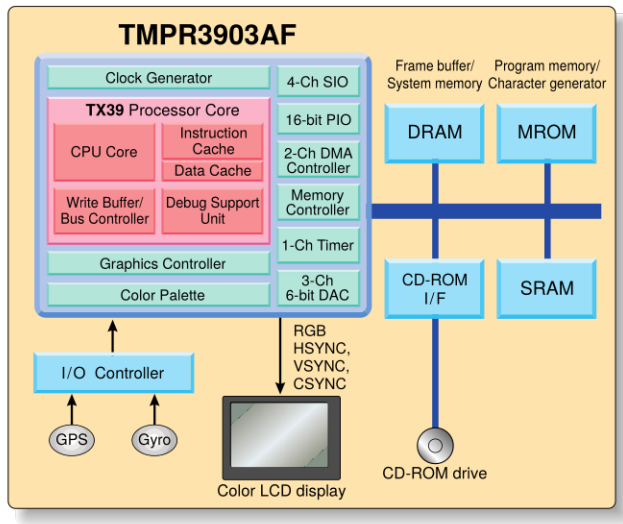 TMPR3903AF
Clock Generator
TX39 Processor Core
CPU Core
Instruction
Cache
Data Cache
Write Buffer/
Bus Controller
Debug Support
Unit
Graphics Controller
Color Palette
4-Ch SIO
16-bit PIO
2-Ch DMA
Controller
Memory
Controller
1-Ch Timer
3-Ch
6-bit DAC
Frame buffer/
System memory
DRAM
Program memory/
Character generator
MROM
CD-ROM
I/F
SRAM
I/O Controller
GPS
Gyro
RGB
HSYNC,
VSYNC,
CSYNC
Color LCD display
CD-ROM drive